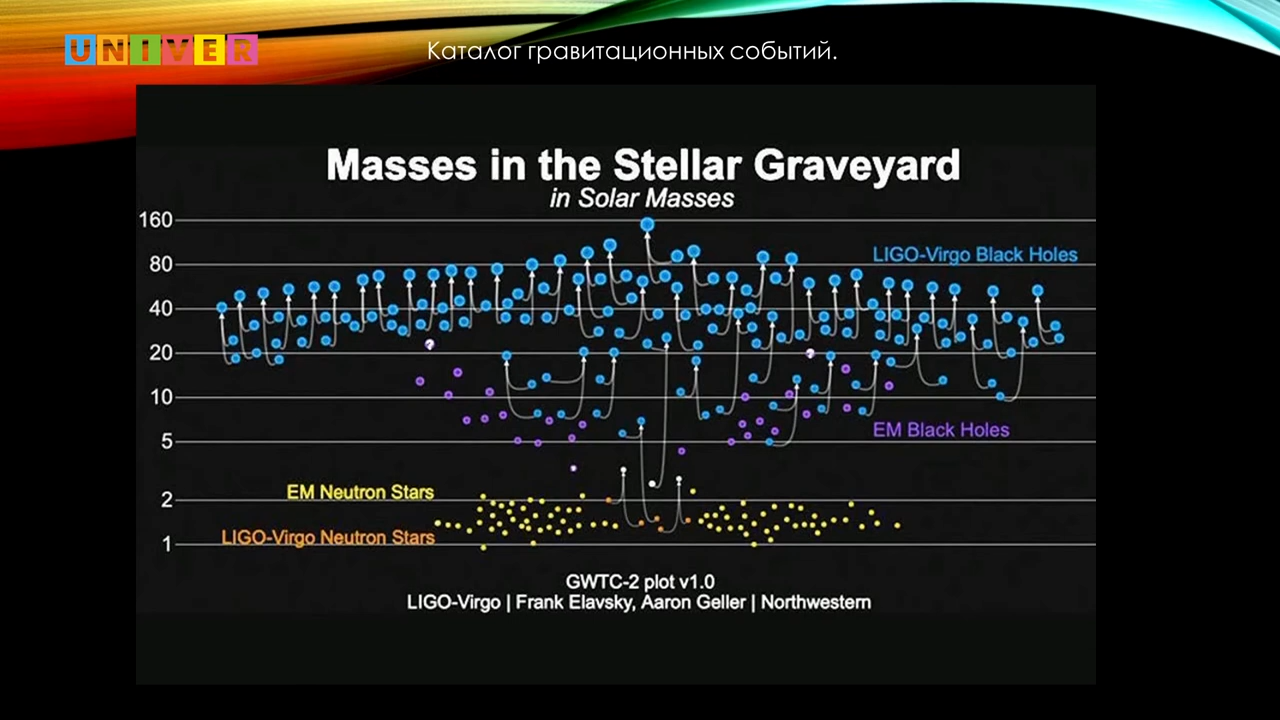 UNIVER
Каталог гравитационных событий.
Masses in the Stellar Graveyard
in Solar Masses
160
LIGO-Virgo Black Holes
80
40
20
10
EM Black Holes
5
EM Neutron Stars
2
LIGO-Virgo Neutron Stars
1
GWTC-2 plot v1.0
LIGO-Virgo | Frank Elavsky, Aaron Geller | Northwestern